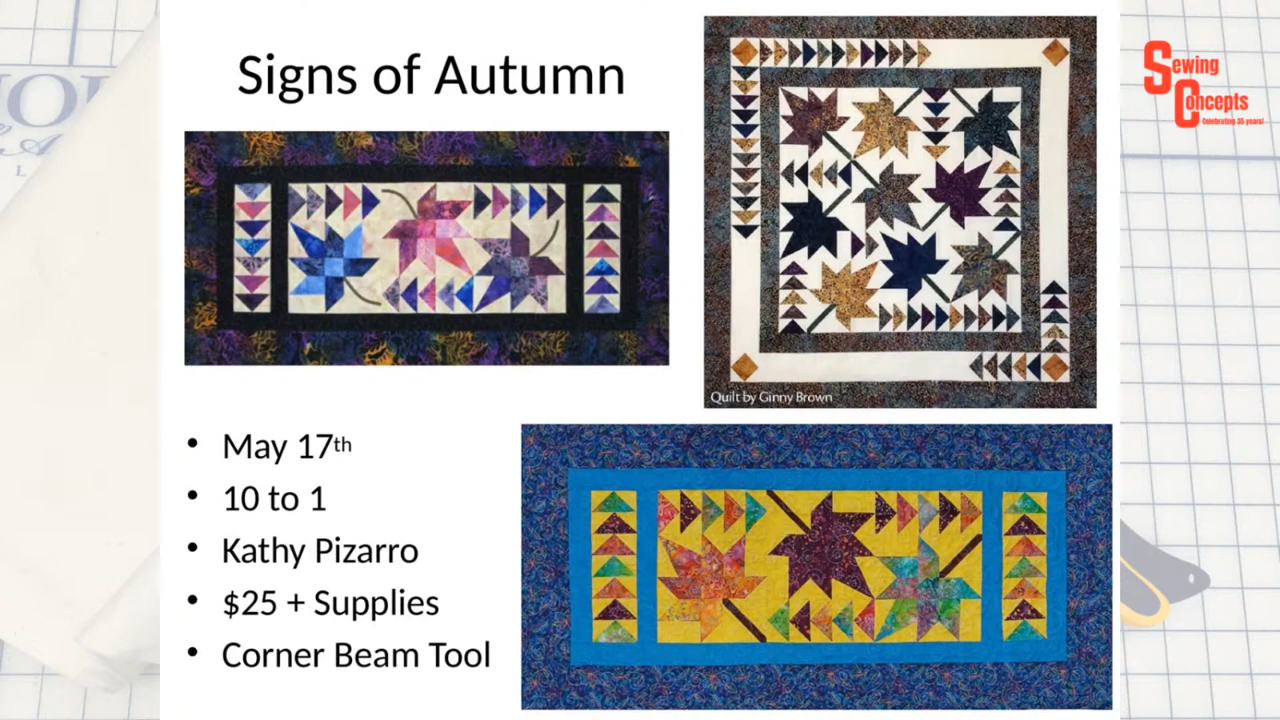 Signs of Autumn
Sewing
Concepts
Celebrating 35 years!
Quilt by Ginny Brown
• May 17th
• 10 to 1
• Kathy Pizarro
• $25 + Supplies
• Corner Beam Tool